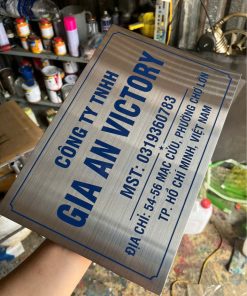 CÔNG TY TNHH
GIA AN VICTORY
MST: 0319360783
ĐỊA CHỈ: 54-56 MẠC CỬU, PHƯỜNG CHỢ LỚN
TP. HỒ CHÍ MINH, VIỆT NAM